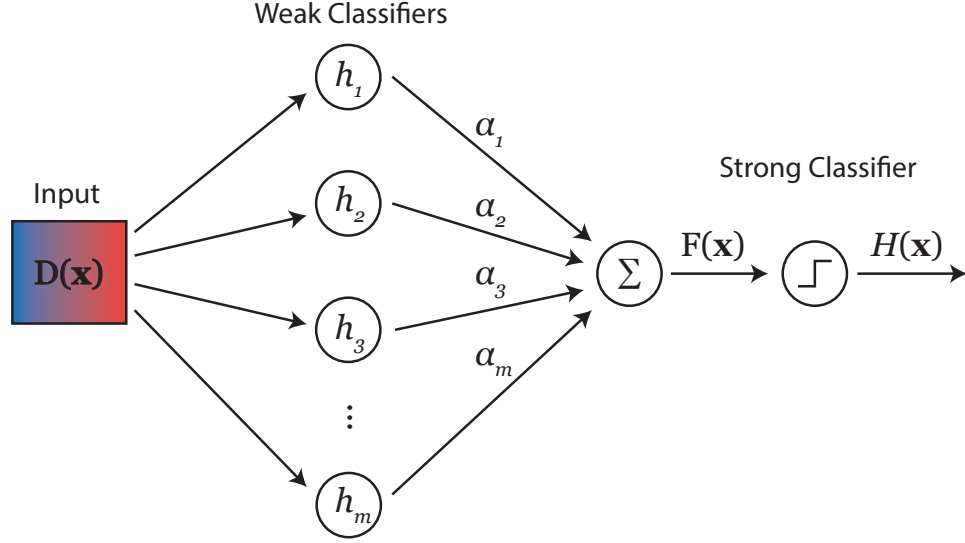 Weak Classifiers
h₁
α₁
Strong Classifier
Input
h₂
α₂
D(x)
Σ
F(x)
H(x)
α₃
h₃
αₘ
⋮
hₘ